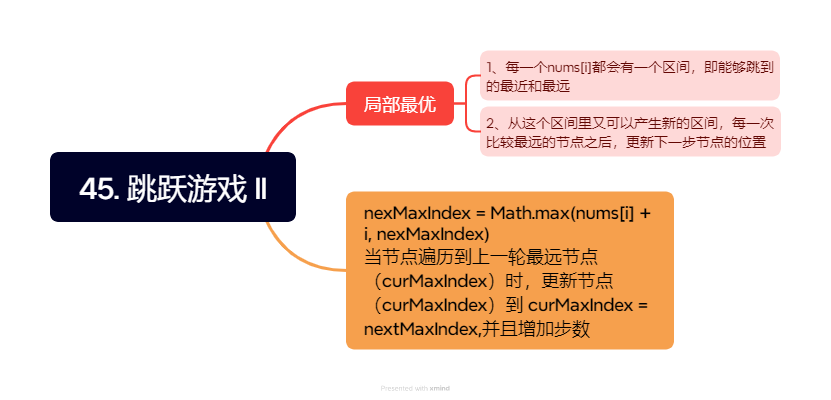 45. 跳跃游戏 II
局部最优
1、每一个nums[i]都会有一个区间，即能够跳到
的最近和最远
2、从这个区间里又可以产生新的区间，每一次
比较最远的节点之后，更新下一步节点的位置
nexMaxIndex = Math.max(nums[i] +
i, nexMaxIndex)
当节点遍历到上一轮最远节点
（curMaxIndex）时，更新节点
（curMaxIndex）到 curMaxIndex =
nextMaxIndex,并且增加步数
Presented with xmind